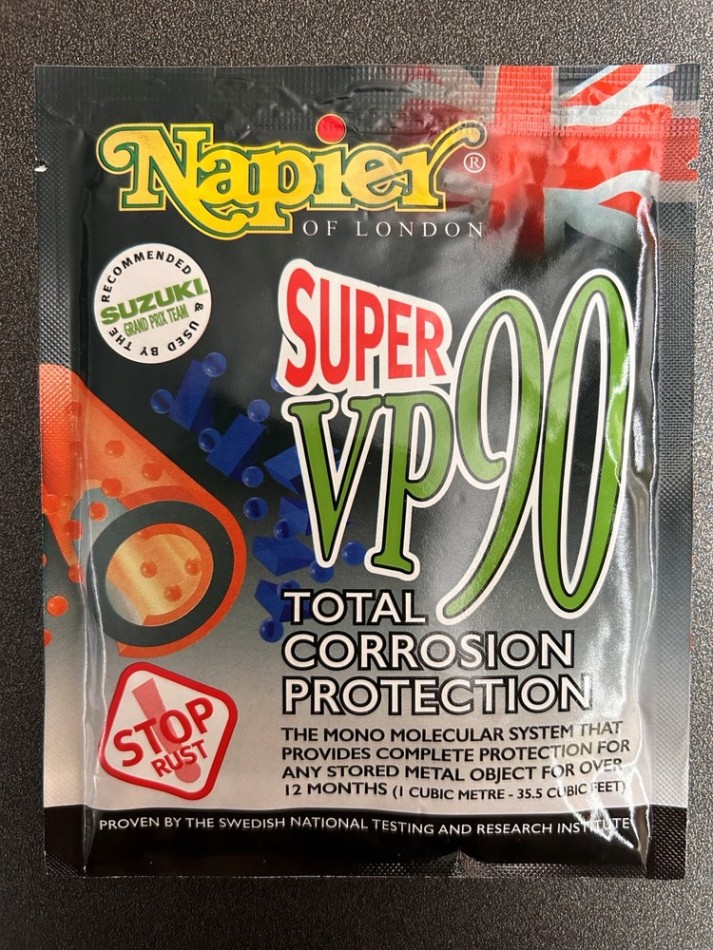 Napier®
OF LONDON
RECOMMENDED & USED BY THE
SUZUKI
GRAND PRIX TEAM
SUPER
VP90
TOTAL
CORROSION
PROTECTION
STOP
RUST
THE MONO MOLECULAR SYSTEM THAT
PROVIDES COMPLETE PROTECTION FOR
ANY STORED METAL OBJECT FOR OVER
12 MONTHS (1 CUBIC METRE - 35.5 CUBIC FEET)
PROVEN BY THE SWEDISH NATIONAL TESTING AND RESEARCH INSTITUTE